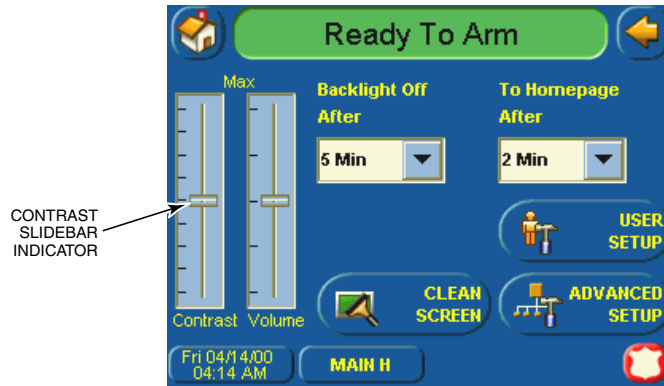 Ready To Arm
Max
Backlight Off
After
To Homepage
After
5 Min
2 Min
CONTRAST
SLIDEBAR
INDICATOR
USER
SETUP
CLEAN
SCREEN
ADVANCED
SETUP
Contrast
Volume
Fri 04/14/00
04:14 AM
MAIN H